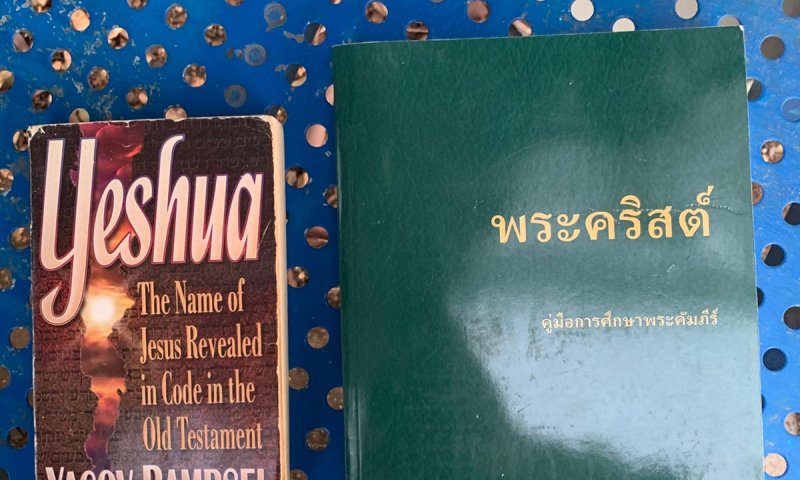 Yeshua
The Name of
Jesus Revealed
in Code in the
Old Testament
พระคริสต์
คู่มือการศึกษาพระคัมภีร์